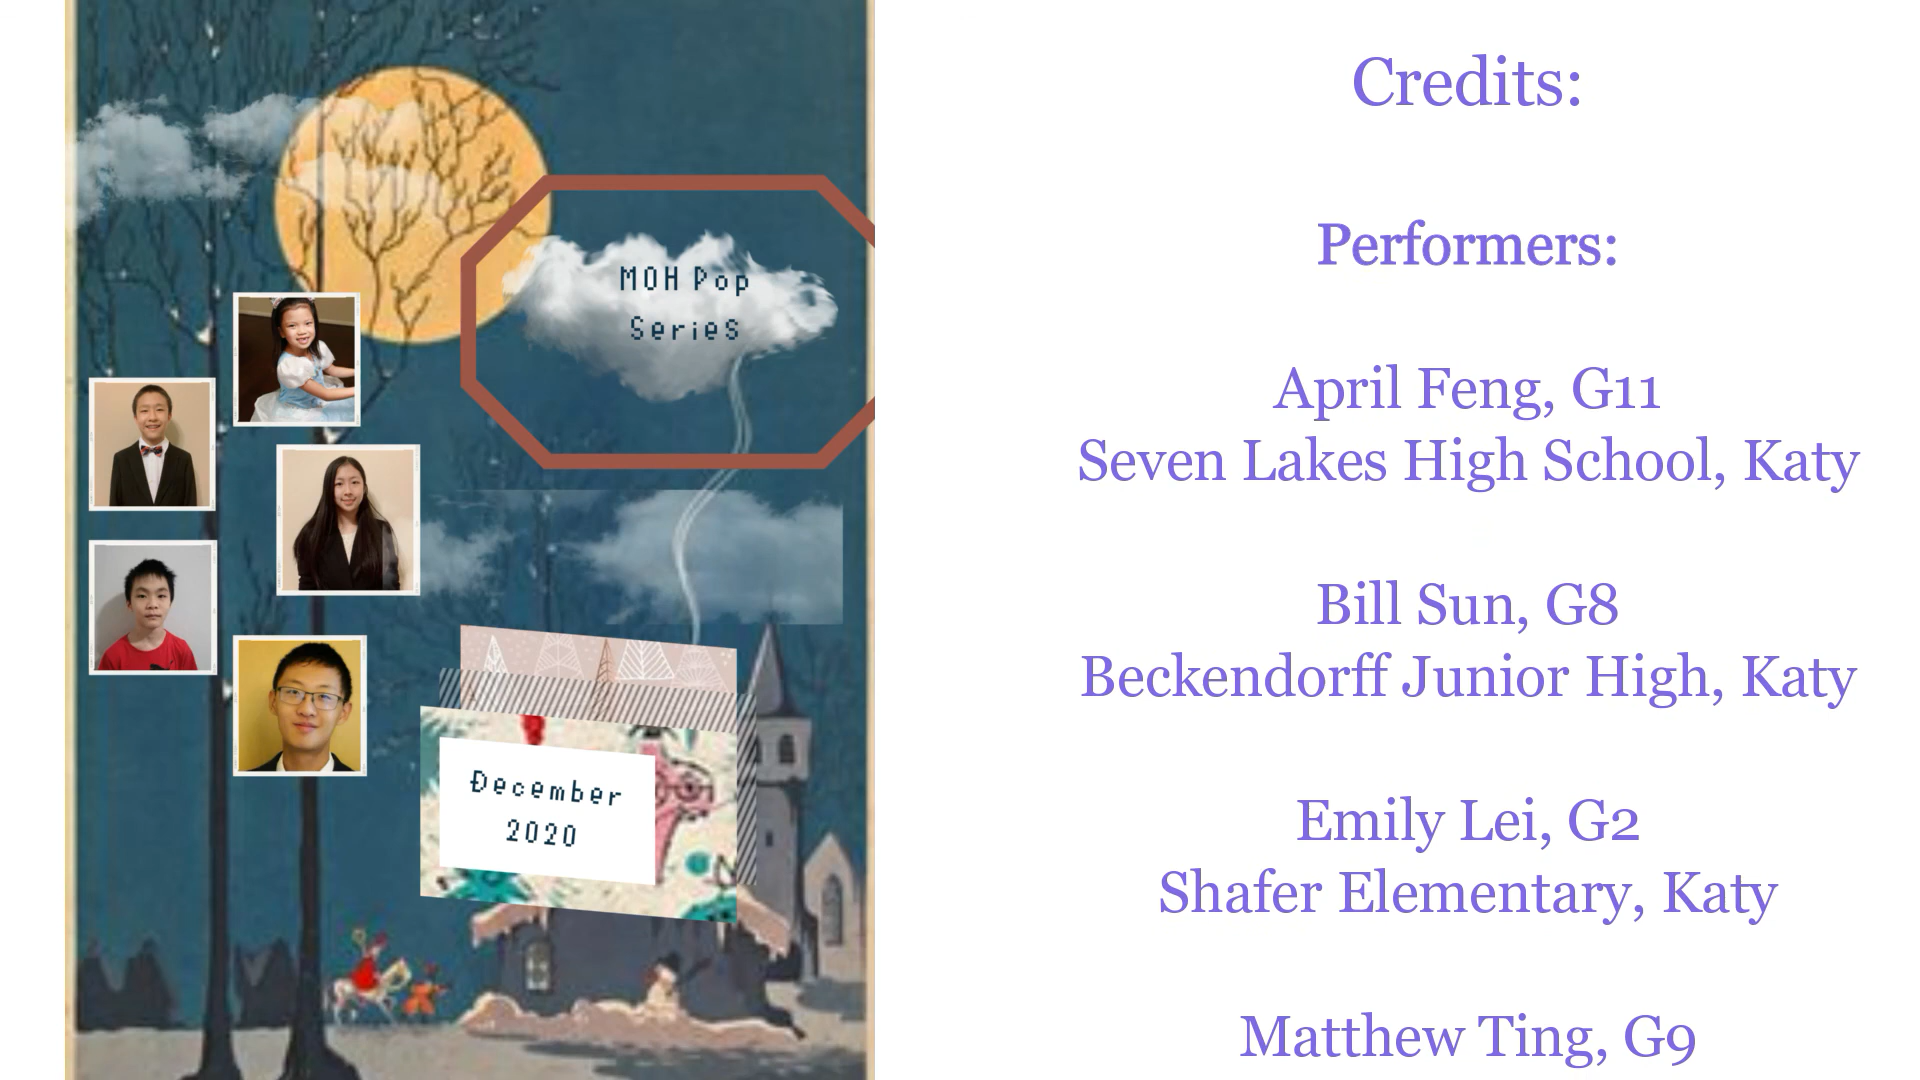 MOH Pop
Series
December
2020
Credits:
Performers:
April Feng, G11
Seven Lakes High School, Katy
Bill Sun, G8
Beckendorff Junior High, Katy
Emily Lei, G2
Shafer Elementary, Katy
Matthew Ting, G9